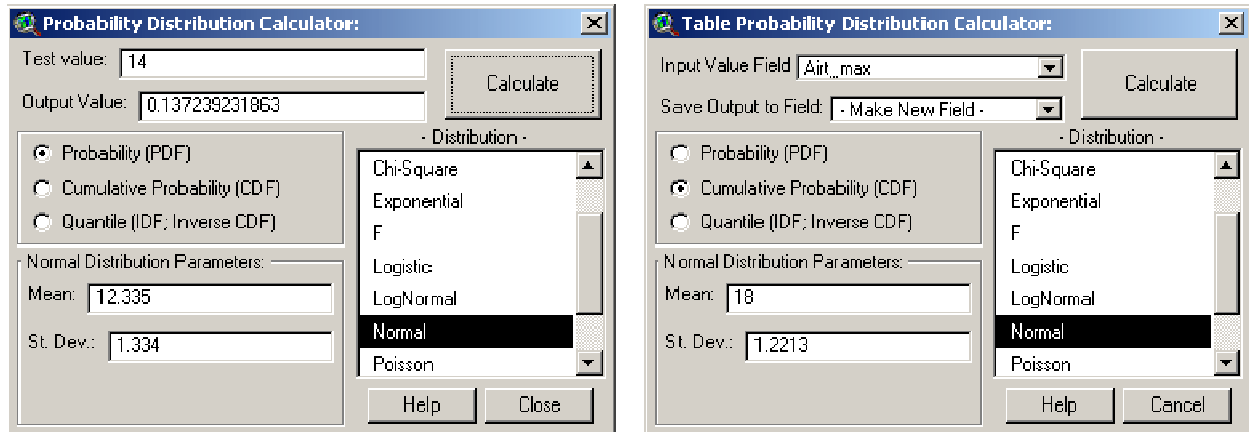 Probability Distribution Calculator:
Test value: 14
Output Value: 0.137239231863
Calculate
Probability (PDF)
Cumulative Probability (CDF)
Quantile (IDF; Inverse CDF)
- Distribution -
Chi-Square
Exponential
F
Logistic
LogNormal
Normal
Poisson
Normal Distribution Parameters:
Mean: 12.335
St. Dev.: 1.334
Help
Close
Table Probability Distribution Calculator:
Input Value Field Airt_max
Save Output to Field: - Make New Field -
Calculate
Probability (PDF)
Cumulative Probability (CDF)
Quantile (IDF; Inverse CDF)
- Distribution -
Chi-Square
Exponential
F
Logistic
LogNormal
Normal
Poisson
Normal Distribution Parameters:
Mean: 18
St. Dev.: 1.2213
Help
Cancel